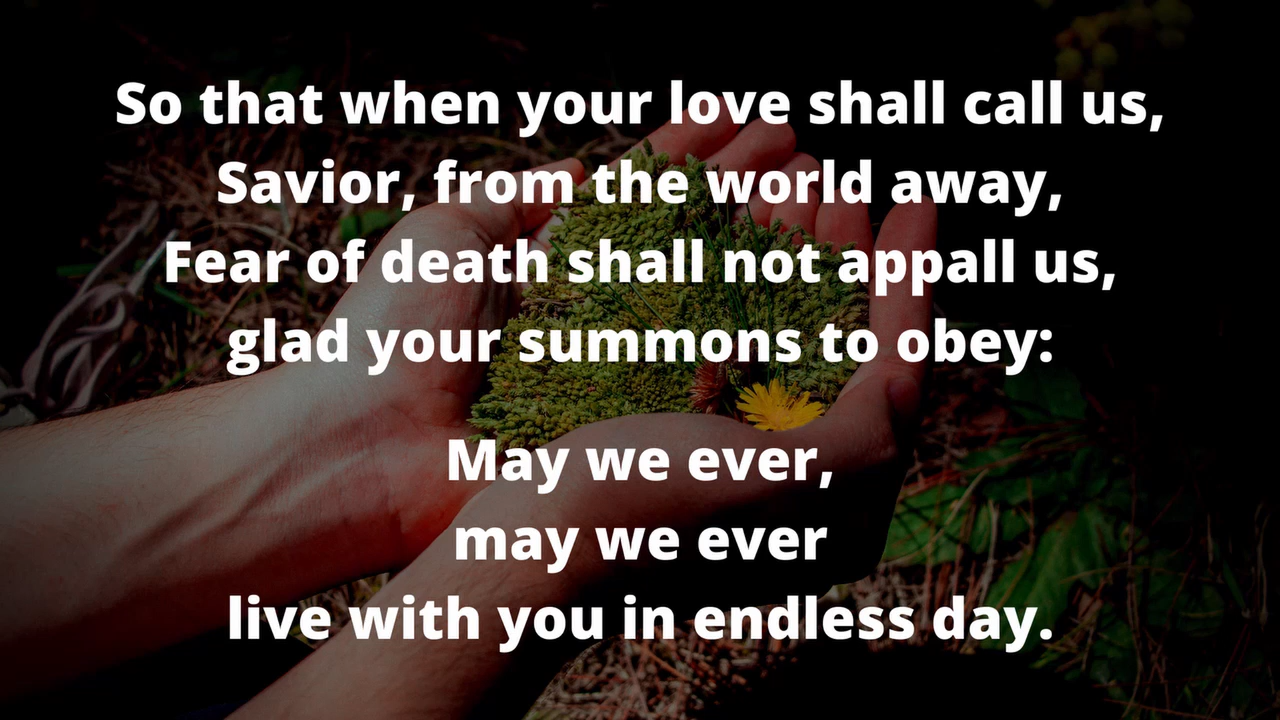 So that when your love shall call us,
Savior, from the world away,
Fear of death shall not appall us,
glad your summons to obey:
May we ever,
may we ever
live with you in endless day.